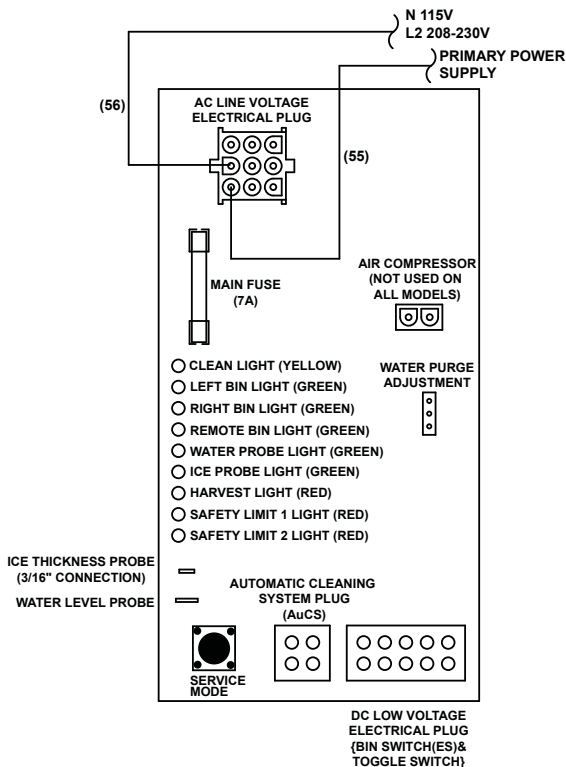 N 115V
L2 208-230V
PRIMARY POWER
SUPPLY
(56)
AC LINE VOLTAGE
ELECTRICAL PLUG
(55)
MAIN FUSE
(7A)
AIR COMPRESSOR
(NOT USED ON
ALL MODELS)
CLEAN LIGHT (YELLOW)
LEFT BIN LIGHT (GREEN)
RIGHT BIN LIGHT (GREEN)
REMOTE BIN LIGHT (GREEN)
WATER PROBE LIGHT (GREEN)
ICE PROBE LIGHT (GREEN)
HARVEST LIGHT (RED)
SAFETY LIMIT 1 LIGHT (RED)
SAFETY LIMIT 2 LIGHT (RED)
WATER PURGE
ADJUSTMENT
ICE THICKNESS PROBE
(3/16" CONNECTION)
WATER LEVEL PROBE
AUTOMATIC CLEANING
SYSTEM PLUG
(AuCS)
SERVICE
MODE
DC LOW VOLTAGE
ELECTRICAL PLUG
{BIN SWITCH(ES)&
TOGGLE SWITCH}